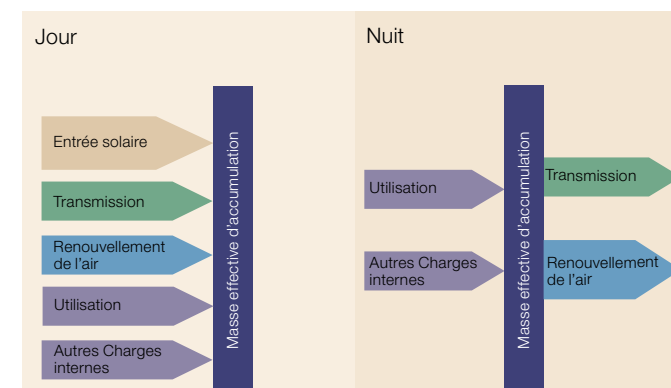 Jour
Entrée solaire
Transmission
Renouvellement
de l'air
Utilisation
Autres Charges
internes
Masse effective d'accumulation
Nuit
Utilisation
Autres Charges
internes
Masse effective d'accumulation
Transmission
Renouvellement
de l'air